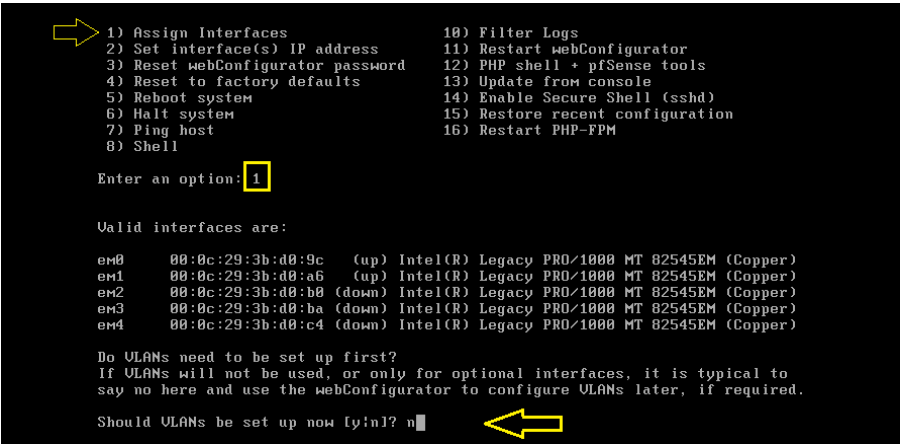 1) Assign Interfaces                 10) Filter Logs
2) Set interface(s) IP address       11) Restart webConfigurator
3) Reset webConfigurator password    12) PHP shell + pfSense tools
4) Reset to factory defaults         13) Update from console
5) Reboot system                     14) Enable Secure Shell (sshd)
6) Halt system                       15) Restore recent configuration
7) Ping host                         16) Restart PHP-FPM
8) Shell
Enter an option: 1
Valid interfaces are:
em0     00:0c:29:3b:d0:9c   (up) Intel(R) Legacy PRO/1000 MT 82545EM (Copper)
em1     00:0c:29:3b:d0:a6   (up) Intel(R) Legacy PRO/1000 MT 82545EM (Copper)
em2     00:0c:29:3b:d0:b0 (down) Intel(R) Legacy PRO/1000 MT 82545EM (Copper)
em3     00:0c:29:3b:d0:ba (down) Intel(R) Legacy PRO/1000 MT 82545EM (Copper)
em4     00:0c:29:3b:d0:c4 (down) Intel(R) Legacy PRO/1000 MT 82545EM (Copper)
Do VLANs need to be set up first?
If VLANs will not be used, or only for optional interfaces, it is typical to
say no here and use the webConfigurator to configure VLANs later, if required.
Should VLANs be set up now [y|n]? n